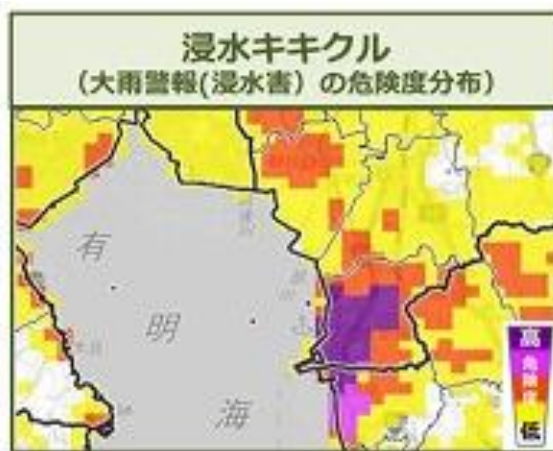 浸水キキクル
(大雨警報(浸水害)の危険度分布)
有
明
海
高
危険度
低